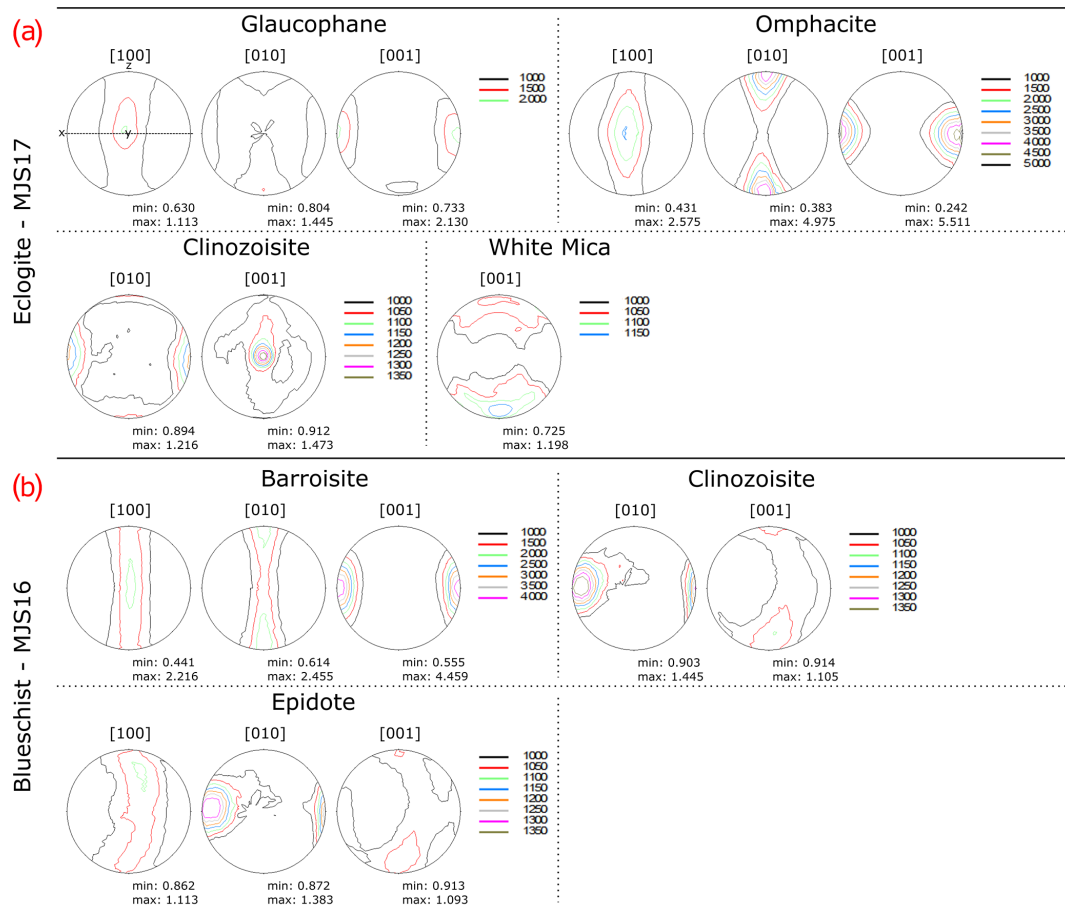 (a)
Eclogite - MJS17
Glaucophane
[100] [010] [001]
z
x
y
1000
1500
2000
min: 0.630
max: 1.113
min: 0.804
max: 1.445
min: 0.733
max: 2.130
Omphacite
[100] [010] [001]
1000
1500
2000
2500
3000
3500
4000
4500
5000
min: 0.431
max: 2.575
min: 0.383
max: 4.975
min: 0.242
max: 5.511
Clinozoisite
[010] [001]
1000
1050
1100
1150
1200
1250
1300
1350
min: 0.894
max: 1.216
min: 0.912
max: 1.473
White Mica
[001]
1000
1050
1100
1150
min: 0.725
max: 1.198
(b)
Blueschist - MJS16
Barroisite
[100] [010] [001]
1000
1500
2000
2500
3000
3500
4000
min: 0.441
max: 2.216
min: 0.614
max: 2.455
min: 0.555
max: 4.459
Clinozoisite
[010] [001]
1000
1050
1100
1150
1200
1250
1300
1350
min: 0.903
max: 1.445
min: 0.914
max: 1.105
Epidote
[100] [010] [001]
1000
1050
1100
1150
1200
1250
1300
1350
min: 0.862
max: 1.113
min: 0.872
max: 1.383
min: 0.913
max: 1.093